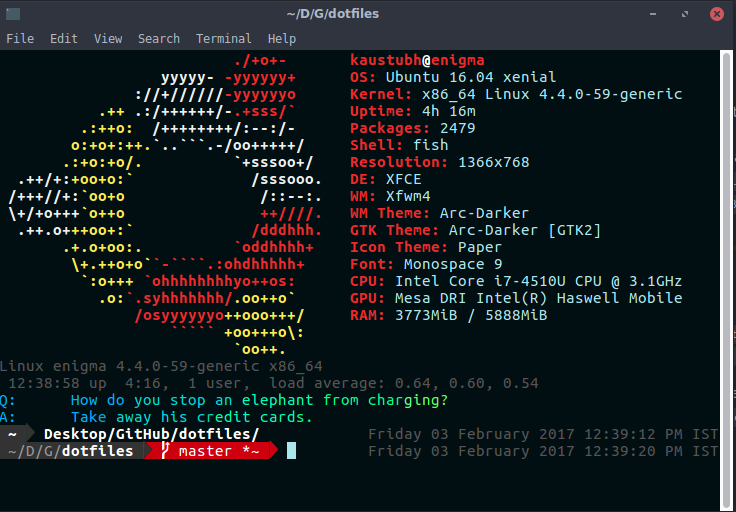 ~/D/G/dotfiles
File Edit View Search Terminal Help
./+o+- kaustubh@enigma
yyyyy- -yyyyyy+ OS: Ubuntu 16.04 xenial
://+//////-yyyyyyo Kernel: x86_64 Linux 4.4.0-59-generic
.++ .:/++++++/-.+sss/` Uptime: 4h 16m
.:++o: /++++++++/:--:/- Packages: 2479
o:+o+:++.`..```.-/oo+++++/ Shell: fish
.:+o:+o/. `+sssoo+/ Resolution: 1366x768
.++/+:+oo+o:` /sssooo. DE: XFCE
/+++//+:`oo+o /::--:. WM: Xfwm4
\+/+o+++`o++o ++////. WM Theme: Arc-Darker
.++.o+++oo+:` /dddhhh. GTK Theme: Arc-Darker [GTK2]
.+.o+oo:. `oddhhhh+ Icon Theme: Paper
\+.++o+o``-````.:ohdhhhhh+ Font: Monospace 9
`:o+++ `ohhhhhhhhyo++os: CPU: Intel Core i7-4510U CPU @ 3.1GHz
.o:`.syhhhhhhh/.oo++o` GPU: Mesa DRI Intel(R) Haswell Mobile
/osyyyyyyo++ooo+++/ RAM: 3773MiB / 5888MiB
````` +oo+++o\:
`oo++.
Linux enigma 4.4.0-59-generic x86_64
12:38:58 up 4:16, 1 user, load average: 0.64, 0.60, 0.54
Q: How do you stop an elephant from charging?
A: Take away his credit cards.
~ Desktop/GitHub/dotfiles/ Friday 03 February 2017 12:39:12 PM IST
~/D/G/dotfiles master *~ Friday 03 February 2017 12:39:20 PM IST